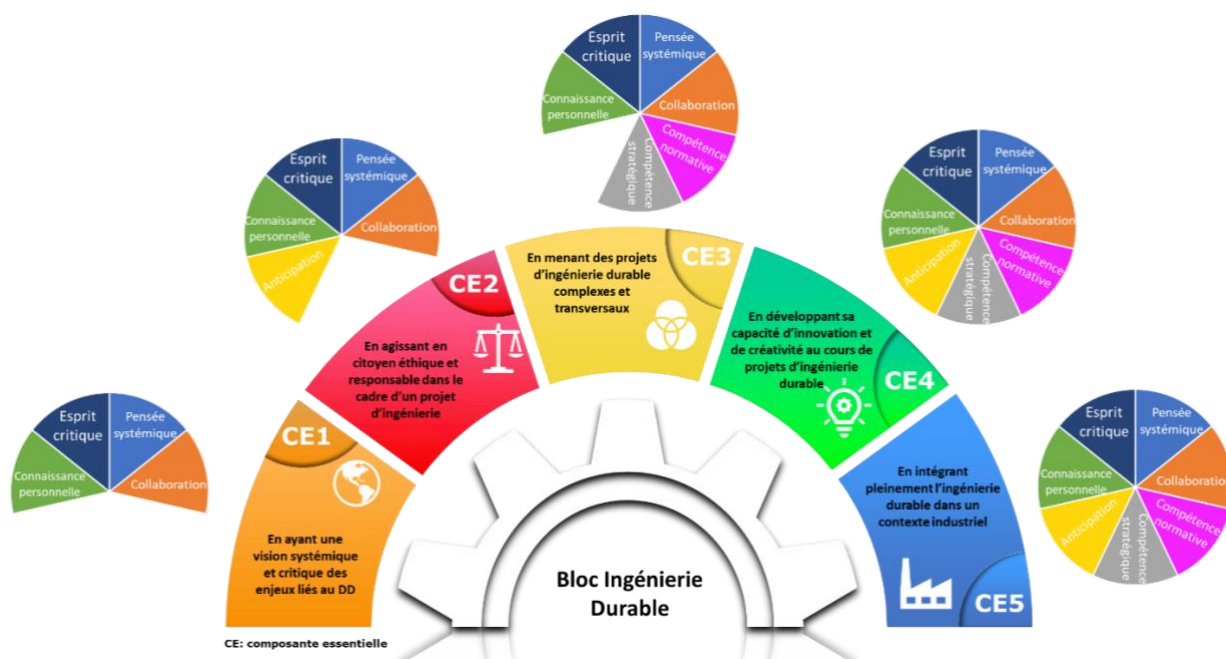 Esprit
critique
Pensée
systémique
Connaissance
personnelle
Collaboration
Esprit
critique
Pensée
systémique
Connaissance
personnelle
Collaboration
Anticipation
Esprit
critique
Pensée
systémique
Connaissance
personnelle
Collaboration
Compétence
normative
Compétence
stratégique
Esprit
critique
Pensée
systémique
Connaissance
personnelle
Collaboration
Anticipation
Compétence
normative
Compétence
stratégique
Esprit
critique
Pensée
systémique
Connaissance
personnelle
Collaboration
Anticipation
Compétence
normative
Compétence
stratégique
CE1
En ayant une
vision systémique
et critique des
enjeux liés au DD
CE2
En agissant en
citoyen éthique et
responsable dans le
cadre d'un projet
d'ingénierie
CE3
En menant des projets
d'ingénierie durable
complexes et
transversaux
CE4
En développant sa
capacité d'innovation et
de créativité au cours de
projets d'ingénierie
durable
En intégrant
pleinement l'ingénierie
durable dans un
contexte industriel
CE5
Bloc Ingénierie
Durable
CE: composante essentielle